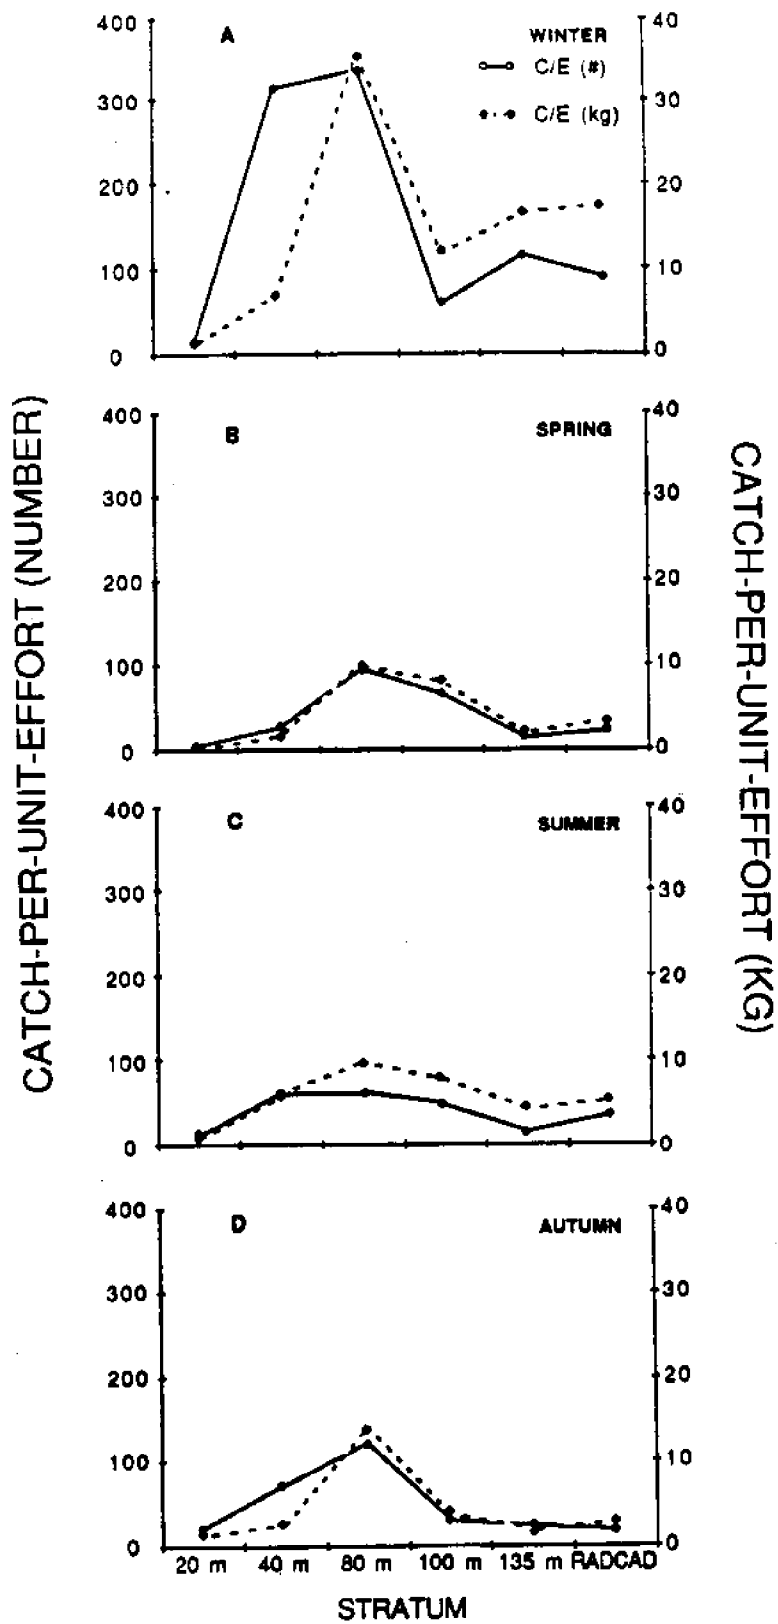 400 A WINTER 40
C/E (#)
300 30
C/E (kg)
200 20
100 10
0 0
CATCH-PER-UNIT-EFFORT (NUMBER)
CATCH-PER-UNIT-EFFORT (KG)
400 B SPRING 40
300 30
200 20
100 10
0 0
400 C SUMMER 40
300 30
200 20
100 10
0 0
400 D AUTUMN 40
300 30
200 20
100 10
0 0
20 m 40 m 80 m 100 m 135 m RADCAD
STRATUM